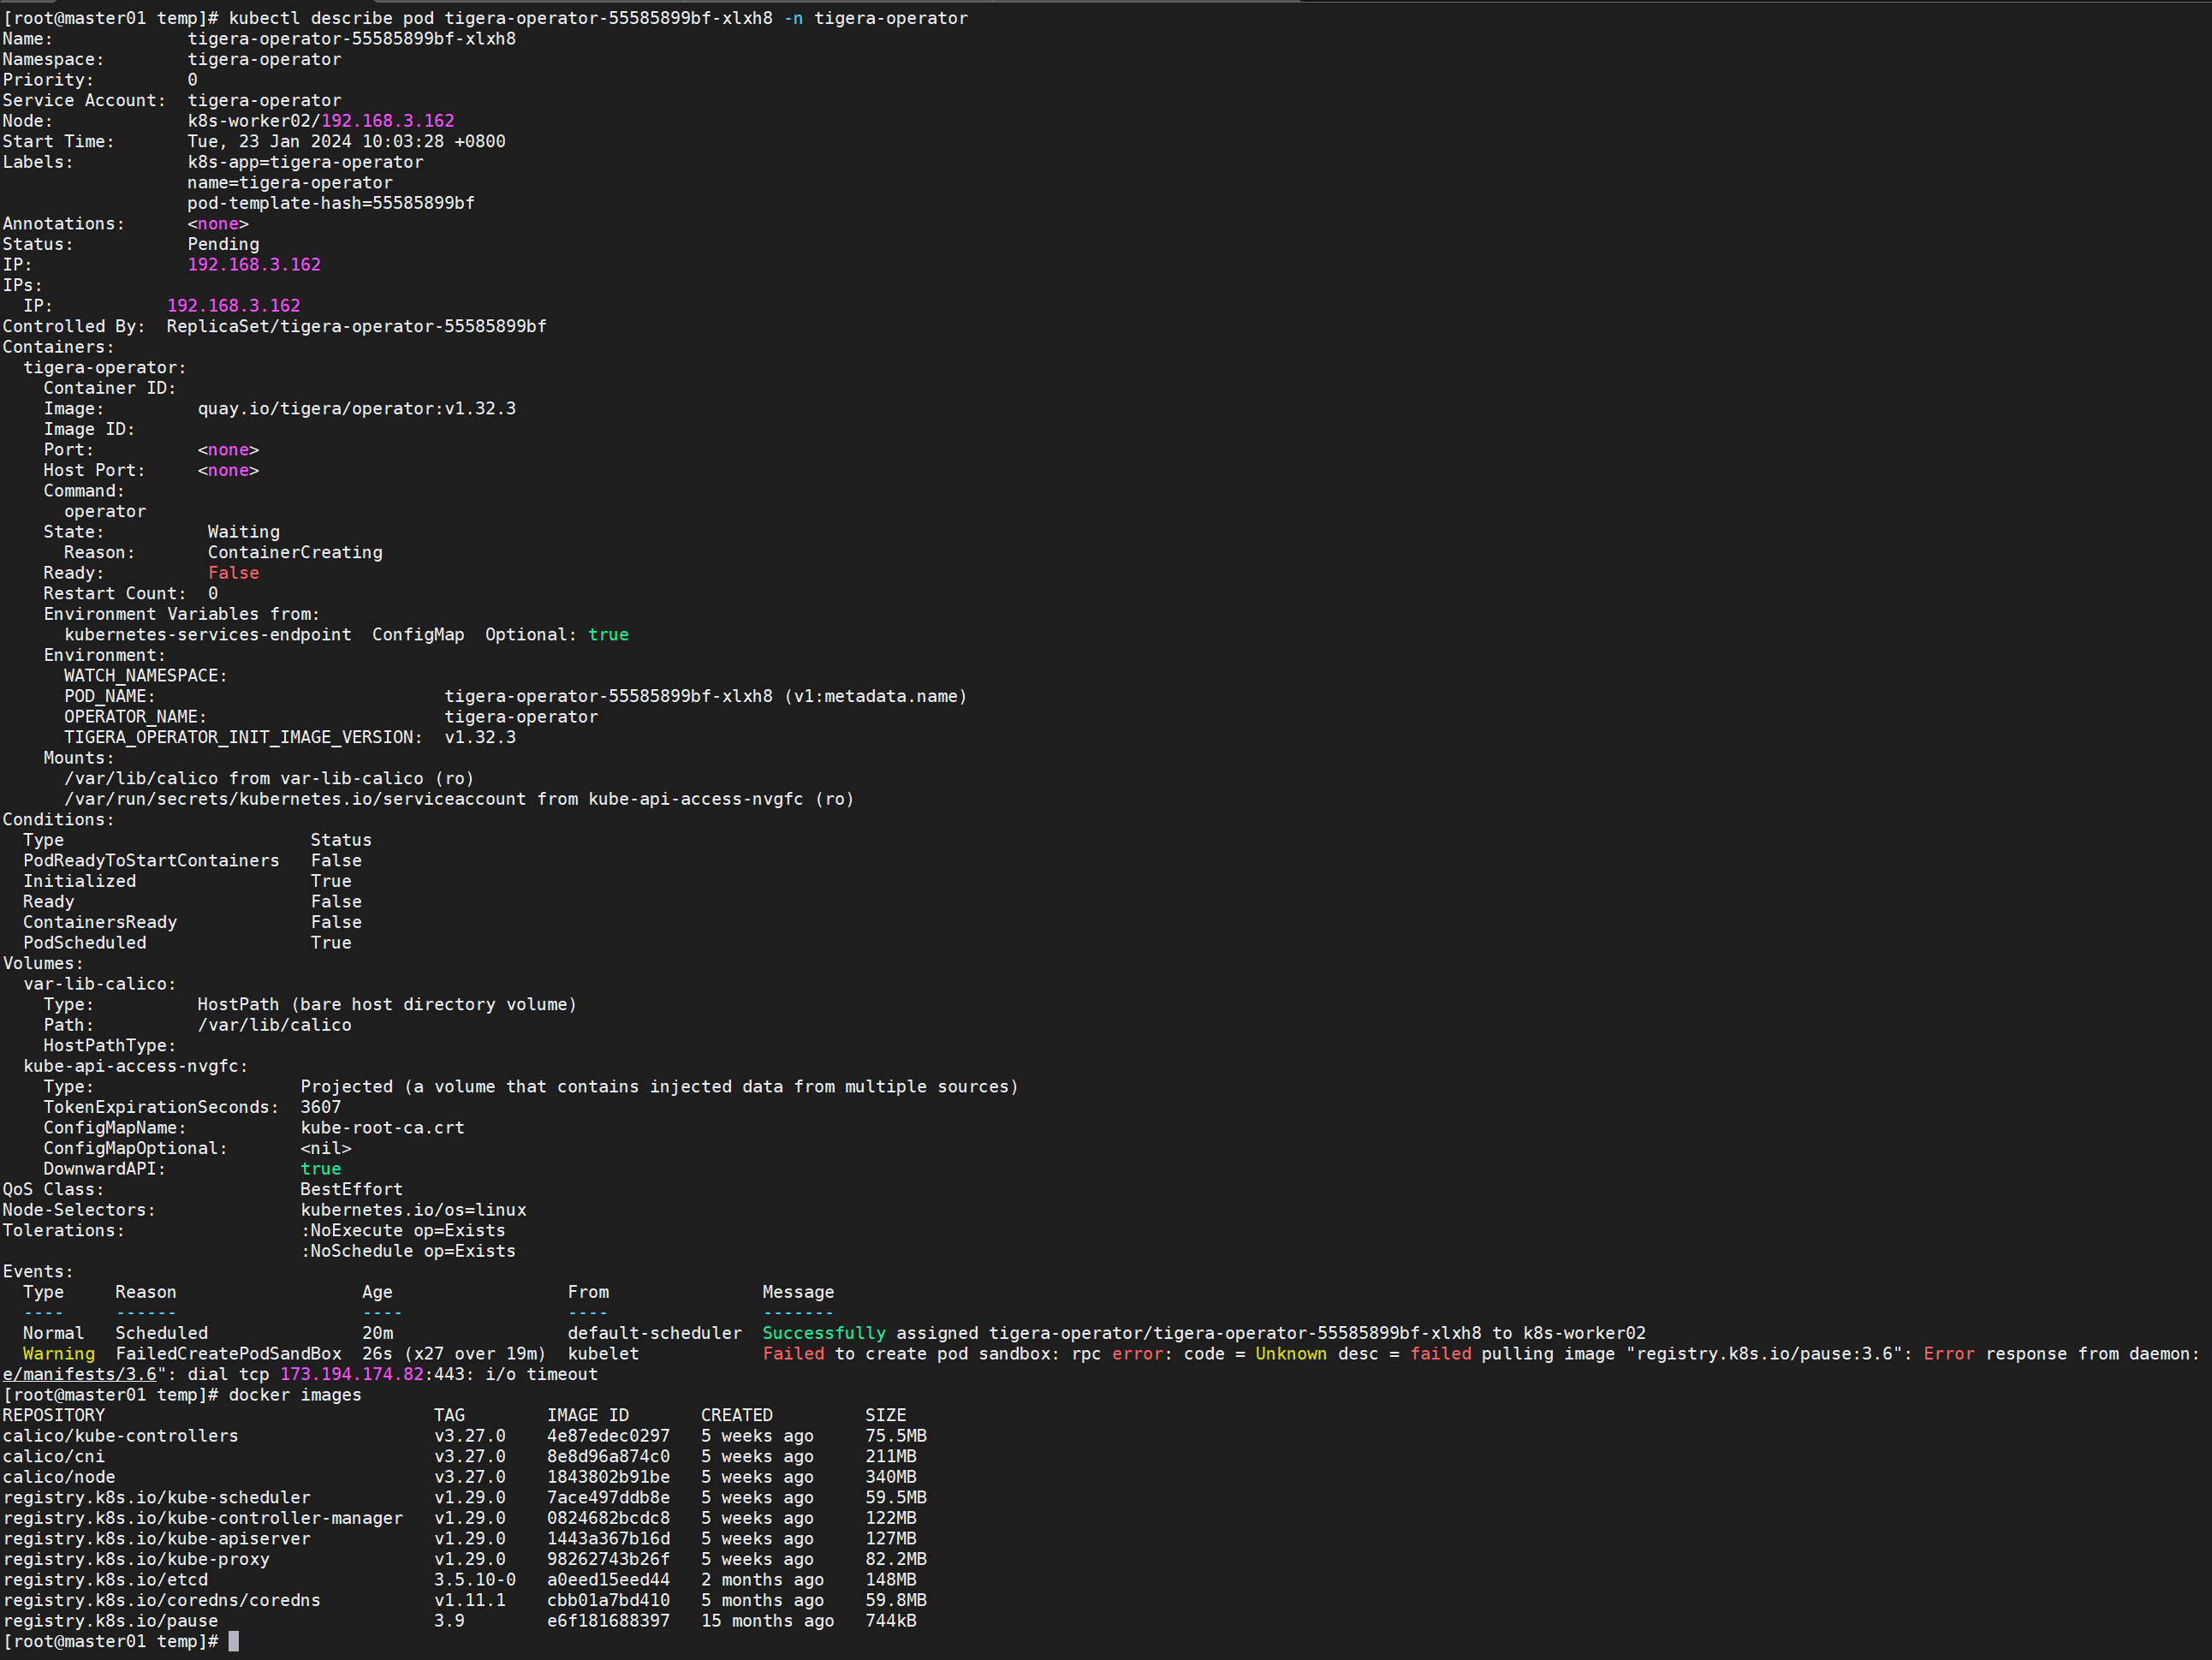 [root@master01 temp]# kubectl describe pod tigera-operator-55585899bf-xlxh8 -n tigera-operator
Name:             tigera-operator-55585899bf-xlxh8
Namespace:        tigera-operator
Priority:         0
Service Account:  tigera-operator
Node:             k8s-worker02/192.168.3.162
Start Time:       Tue, 23 Jan 2024 10:03:28 +0800
Labels:           k8s-app=tigera-operator
                  name=tigera-operator
                  pod-template-hash=55585899bf
Annotations:      <none>
Status:           Pending
IP:               192.168.3.162
IPs:
  IP:           192.168.3.162
Controlled By:  ReplicaSet/tigera-operator-55585899bf
Containers:
  tigera-operator:
    Container ID:
    Image:         quay.io/tigera/operator:v1.32.3
    Image ID:
    Port:          <none>
    Host Port:     <none>
    Command:
      operator
    State:          Waiting
      Reason:       ContainerCreating
    Ready:          False
    Restart Count:  0
    Environment Variables from:
      kubernetes-services-endpoint  ConfigMap  Optional: true
    Environment:
      WATCH_NAMESPACE:
      POD_NAME:                            tigera-operator-55585899bf-xlxh8 (v1:metadata.name)
      OPERATOR_NAME:                       tigera-operator
      TIGERA_OPERATOR_INIT_IMAGE_VERSION:  v1.32.3
    Mounts:
      /var/lib/calico from var-lib-calico (ro)
      /var/run/secrets/kubernetes.io/serviceaccount from kube-api-access-nvgfc (ro)
Conditions:
  Type                        Status
  PodReadyToStartContainers   False
  Initialized                 True
  Ready                       False
  ContainersReady             False
  PodScheduled                True
Volumes:
  var-lib-calico:
    Type:          HostPath (bare host directory volume)
    Path:          /var/lib/calico
    HostPathType:
  kube-api-access-nvgfc:
    Type:                    Projected (a volume that contains injected data from multiple sources)
    TokenExpirationSeconds:  3607
    ConfigMapName:           kube-root-ca.crt
    ConfigMapOptional:       <nil>
    DownwardAPI:             true
QoS Class:                   BestEffort
Node-Selectors:              kubernetes.io/os=linux
Tolerations:                 :NoExecute op=Exists
                             :NoSchedule op=Exists
Events:
  Type     Reason                  Age                 From               Message
  ----     ------                  ----                ----               -------
  Normal   Scheduled               20m                 default-scheduler  Successfully assigned tigera-operator/tigera-operator-55585899bf-xlxh8 to k8s-worker02
  Warning  FailedCreatePodSandBox  26s (x27 over 19m)  kubelet            Failed to create pod sandbox: rpc error: code = Unknown desc = failed pulling image "registry.k8s.io/pause:3.6": Error response from daemon:
e/manifests/3.6": dial tcp 173.194.174.82:443: i/o timeout
[root@master01 temp]# docker images
REPOSITORY                                TAG        IMAGE ID       CREATED         SIZE
calico/kube-controllers                   v3.27.0    4e87edec0297   5 weeks ago     75.5MB
calico/cni                                v3.27.0    8e8d96a874c0   5 weeks ago     211MB
calico/node                               v3.27.0    1843802b91be   5 weeks ago     340MB
registry.k8s.io/kube-scheduler            v1.29.0    7ace497ddb8e   5 weeks ago     59.5MB
registry.k8s.io/kube-controller-manager   v1.29.0    0824682bcdc8   5 weeks ago     122MB
registry.k8s.io/kube-apiserver            v1.29.0    1443a367b16d   5 weeks ago     127MB
registry.k8s.io/kube-proxy                v1.29.0    98262743b26f   5 weeks ago     82.2MB
registry.k8s.io/etcd                      3.5.10-0   a0eed15eed44   2 months ago    148MB
registry.k8s.io/coredns/coredns           v1.11.1    cbb01a7bd410   5 months ago    59.8MB
registry.k8s.io/pause                     3.9        e6f181688397   15 months ago   744kB
[root@master01 temp]#